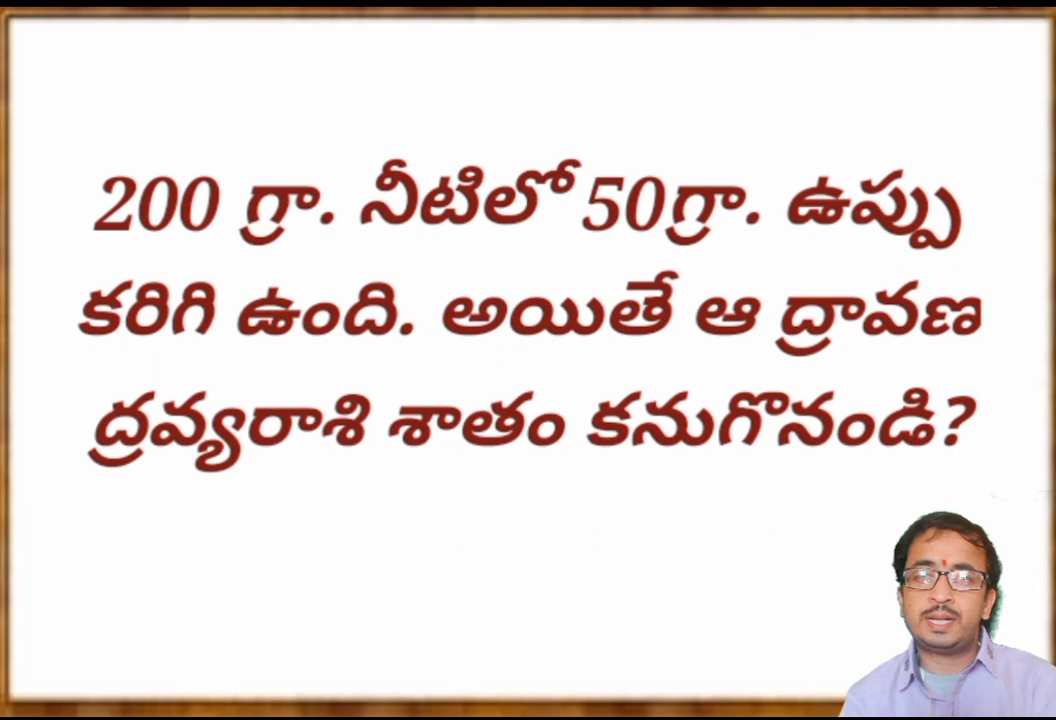 200 గ్రా. నీటిలో 50గ్రా. ఉప్పు
కరిగి ఉంది. అయితే ఆ ద్రావణ
ద్రవ్యరాశి శాతం కనుగొనండి?